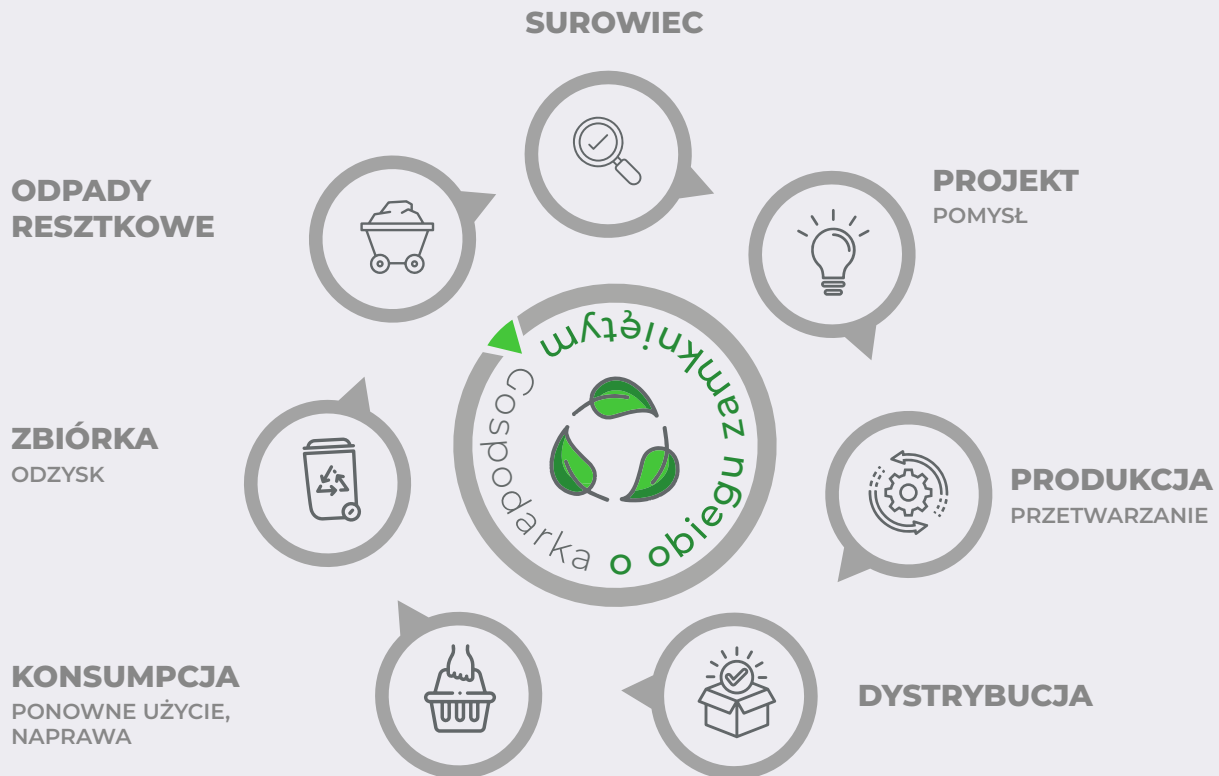 SUROWIEC
PROJEKT
POMYSŁ
PRODUKCJA
PRZETWARZANIE
DYSTRYBUCJA
KONSUMPCJA
PONOWNE UŻYCIE,
NAPRAWA
ZBIÓRKA
ODZYSK
ODPADY
RESZTKOWE
Gospodarka o obiegu zamkniętym